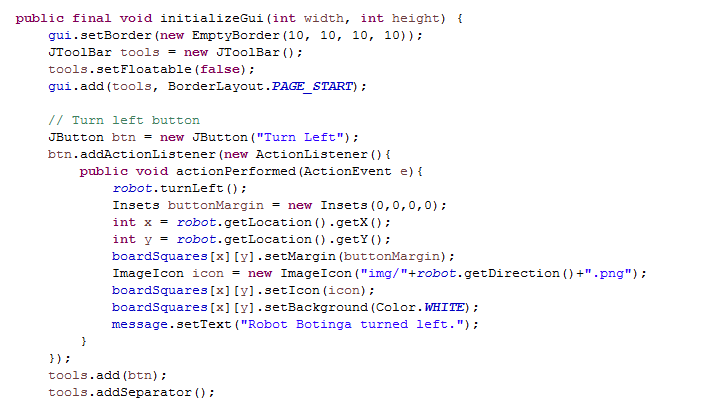 public final void initializeGui(int width, int height) {
    gui.setBorder(new EmptyBorder(10, 10, 10, 10));
    JToolBar tools = new JToolBar();
    tools.setFloatable(false);
    gui.add(tools, BorderLayout.PAGE_START);

    // Turn left button
    JButton btn = new JButton("Turn Left");
    btn.addActionListener(new ActionListener(){
        public void actionPerformed(ActionEvent e){
            robot.turnLeft();
            Insets buttonMargin = new Insets(0,0,0,0);
            int x = robot.getLocation().getX();
            int y = robot.getLocation().getY();
            boardSquares[x][y].setMargin(buttonMargin);
            ImageIcon icon = new ImageIcon("img/"+robot.getDirection()+".png");
            boardSquares[x][y].setIcon(icon);
            boardSquares[x][y].setBackground(Color.WHITE);
            message.setText("Robot Botinga turned left.");
        }
    });
    tools.add(btn);
    tools.addSeparator();